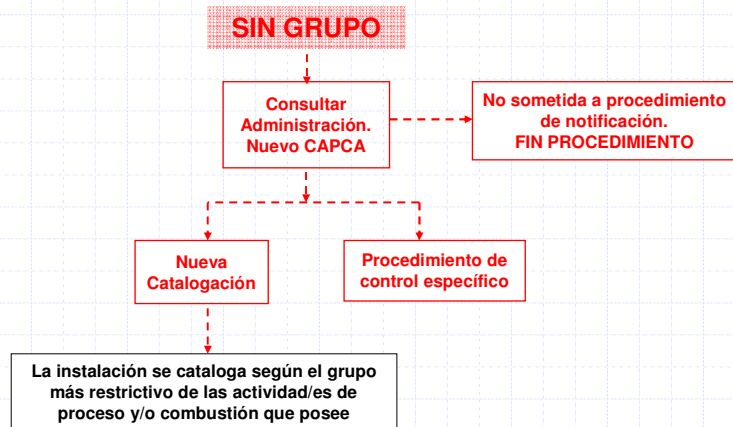 SIN GRUPO
Consultar
Administración.
Nuevo CAPCA
No sometida a procedimiento
de notificación.
FIN PROCEDIMIENTO
Nueva
Catalogación
Procedimiento de
control específico
La instalación se cataloga según el grupo
más restrictivo de las actividad/es de
proceso y/o combustión que posee